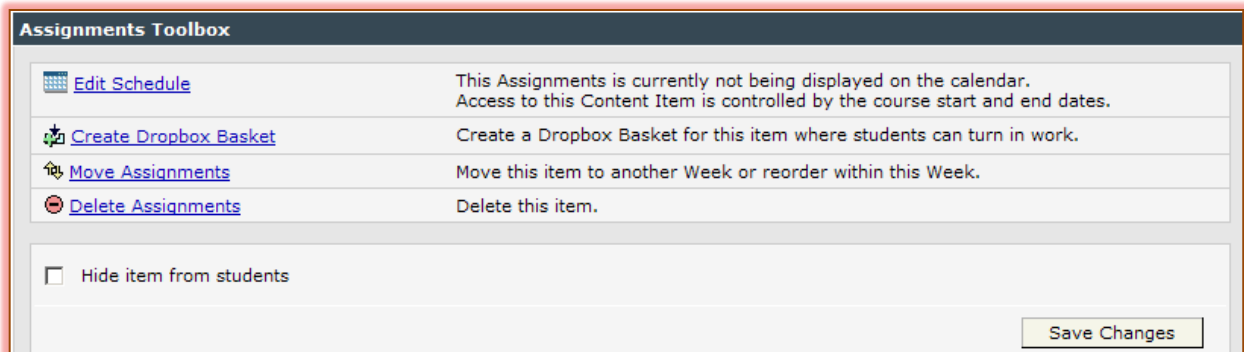 Assignments Toolbox
Edit Schedule
This Assignments is currently not being displayed on the calendar.
Access to this Content Item is controlled by the course start and end dates.
Create Dropbox Basket
Create a Dropbox Basket for this item where students can turn in work.
Move Assignments
Move this item to another Week or reorder within this Week.
Delete Assignments
Delete this item.
Hide item from students
Save Changes